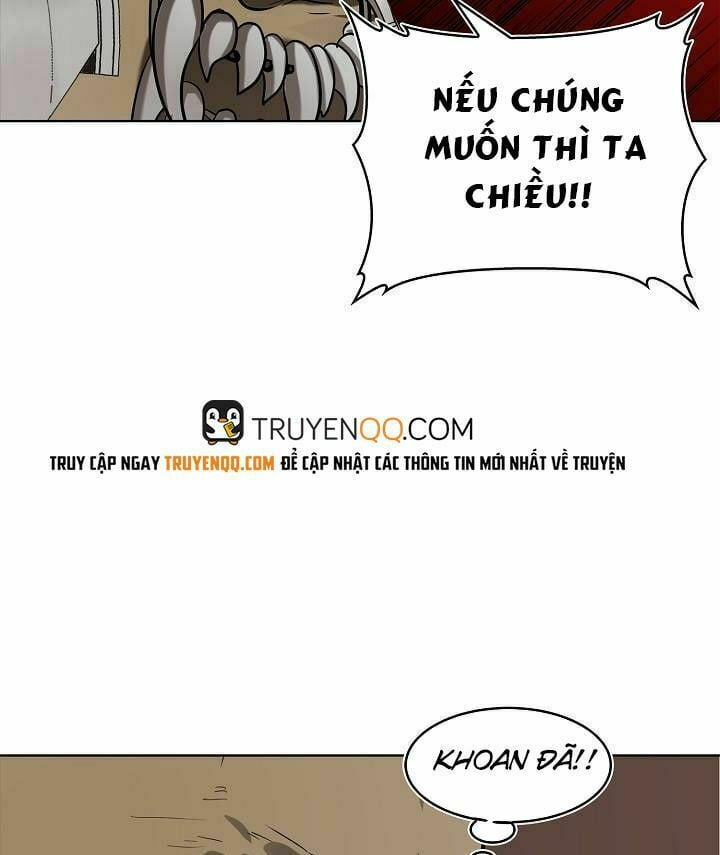 NẾU CHÚNG
MUỐN THÌ TA
CHIỀU!!
TRUYENQQ.COM
TRUY CẬP NGAY TRUYENQQ.COM ĐỂ CẬP NHẬT CÁC THÔNG TIN MỚI NHẤT VỀ TRUYỆN
KHOAN ĐÃ!!